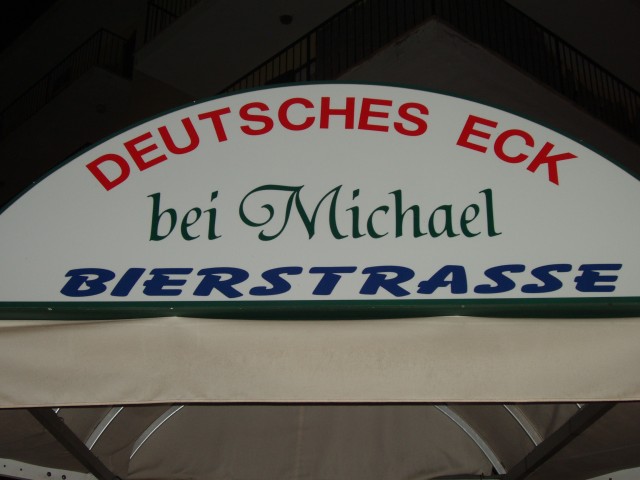 DEUTSCHES ECK
bei Michael
BIERSTRASSE